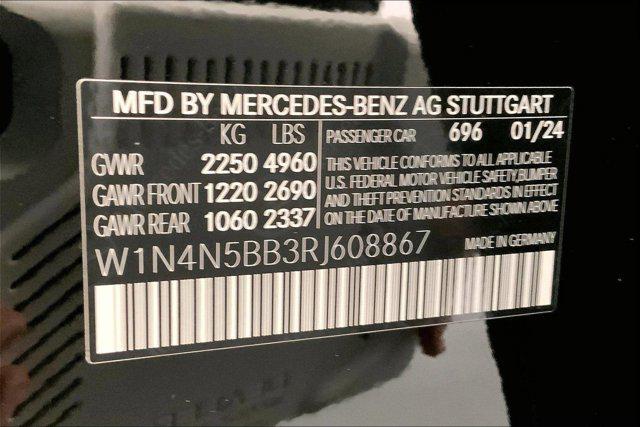 MFD BY MERCEDES-BENZ AG STUTTGART
KG LBS
GVWR 2250 4960
GAWR FRONT 1220 2690
GAWR REAR 1060 2337
PASSENGER CAR 696 01/24
THIS VEHICLE CONFORMS TO ALL APPLICABLE
U.S. FEDERAL MOTOR VEHICLE SAFETY, BUMPER
AND THEFT PREVENTION STANDARDS IN EFFECT
ON THE DATE OF MANUFACTURE SHOWN ABOVE
W1N4N5BB3RJ608867
MADE IN GERMANY